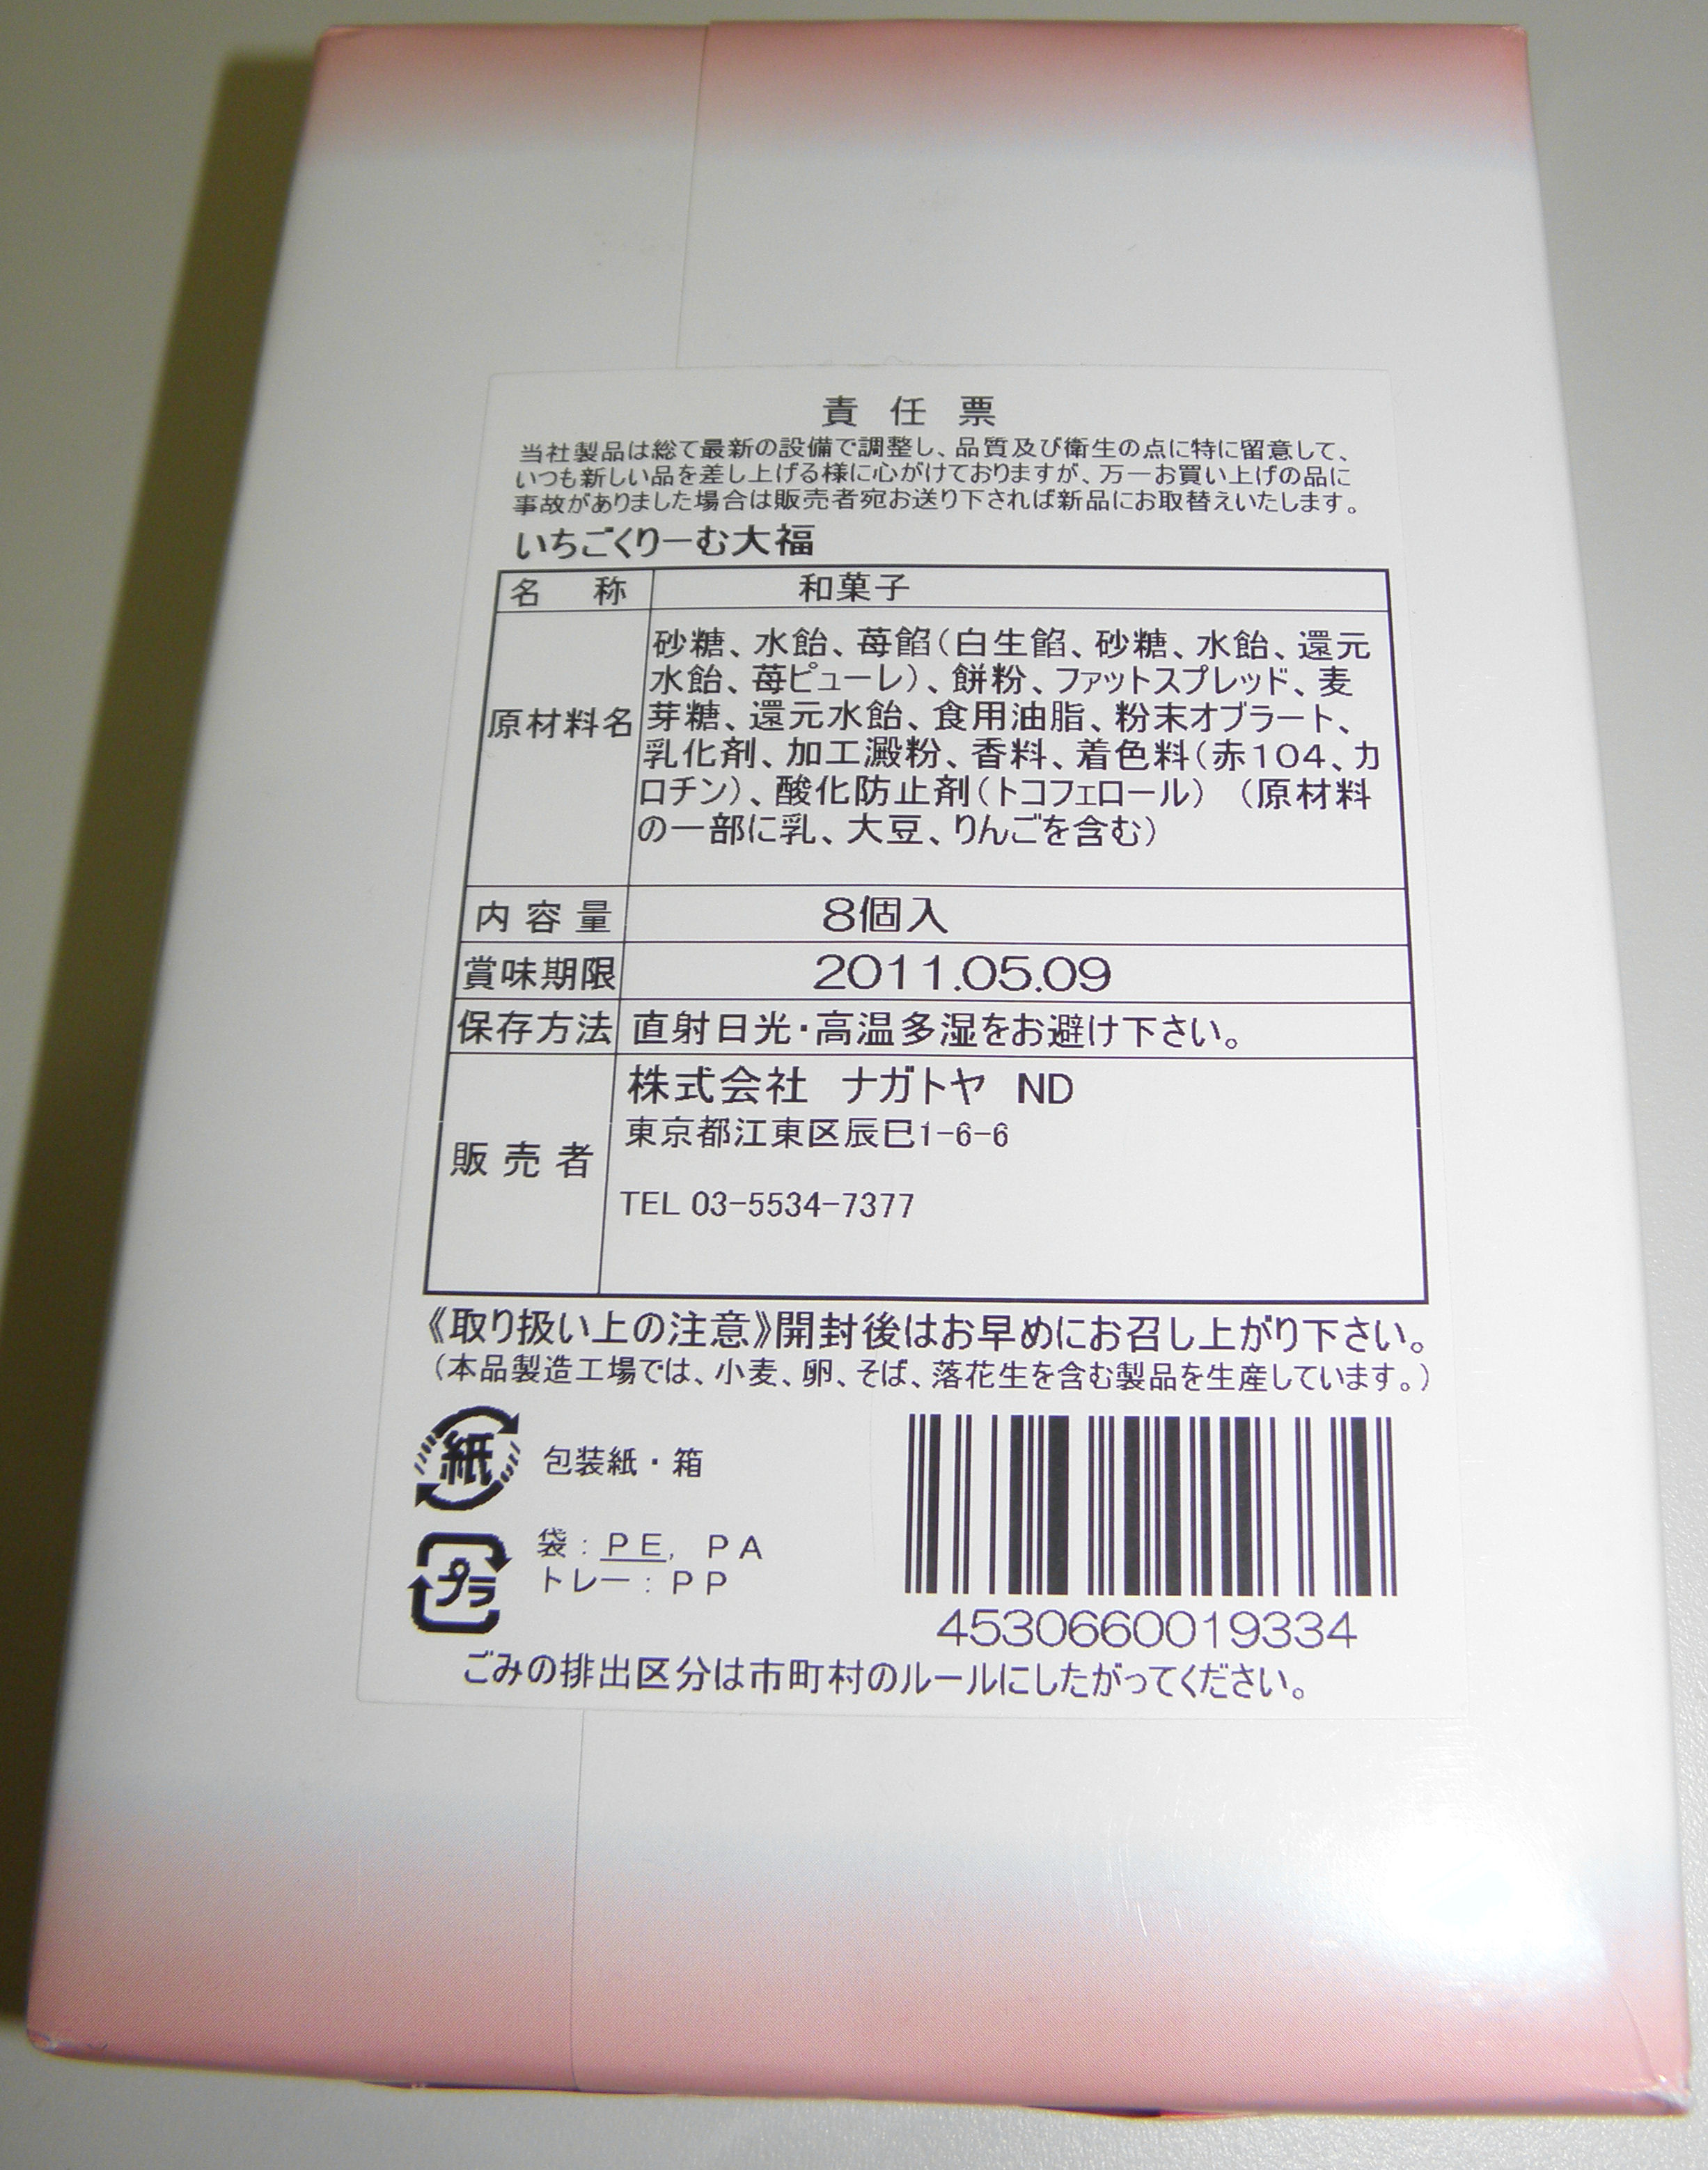 責任票
当社製品は総て最新の設備で調整し、品質及び衛生の点に特に留意して、
いつも新しい品を差し上げる様に心がけておりますが、万一お買い上げの品に
事故がありました場合は販売者宛お送り下されば新品にお取替えいたします。
いちごくりーむ大福
名称 和菓子
原材料名 砂糖、水飴、苺餡(白生餡、砂糖、水飴、還元
水飴、苺ピューレ)、餅粉、ファットスプレッド、麦
芽糖、還元水飴、食用油脂、粉末オブラート、
乳化剤、加工澱粉、香料、着色料(赤104、カ
ロチン)、酸化防止剤(トコフェロール) (原材料
の一部に乳、大豆、りんごを含む)
内容量 8個入
賞味期限 2011.05.09
保存方法 直射日光・高温多湿をお避け下さい。
販売者 株式会社 ナガトヤ ND
東京都江東区辰巳1-6-6
TEL 03-5534-7377
《取り扱い上の注意》開封後はお早めにお召し上がり下さい。
(本品製造工場では、小麦、卵、そば、落花生を含む製品を生産しています。)
紙 包装紙・箱
プラ 袋:PE, PA
トレー:PP
4530660019334
ごみの排出区分は市町村のルールにしたがってください。